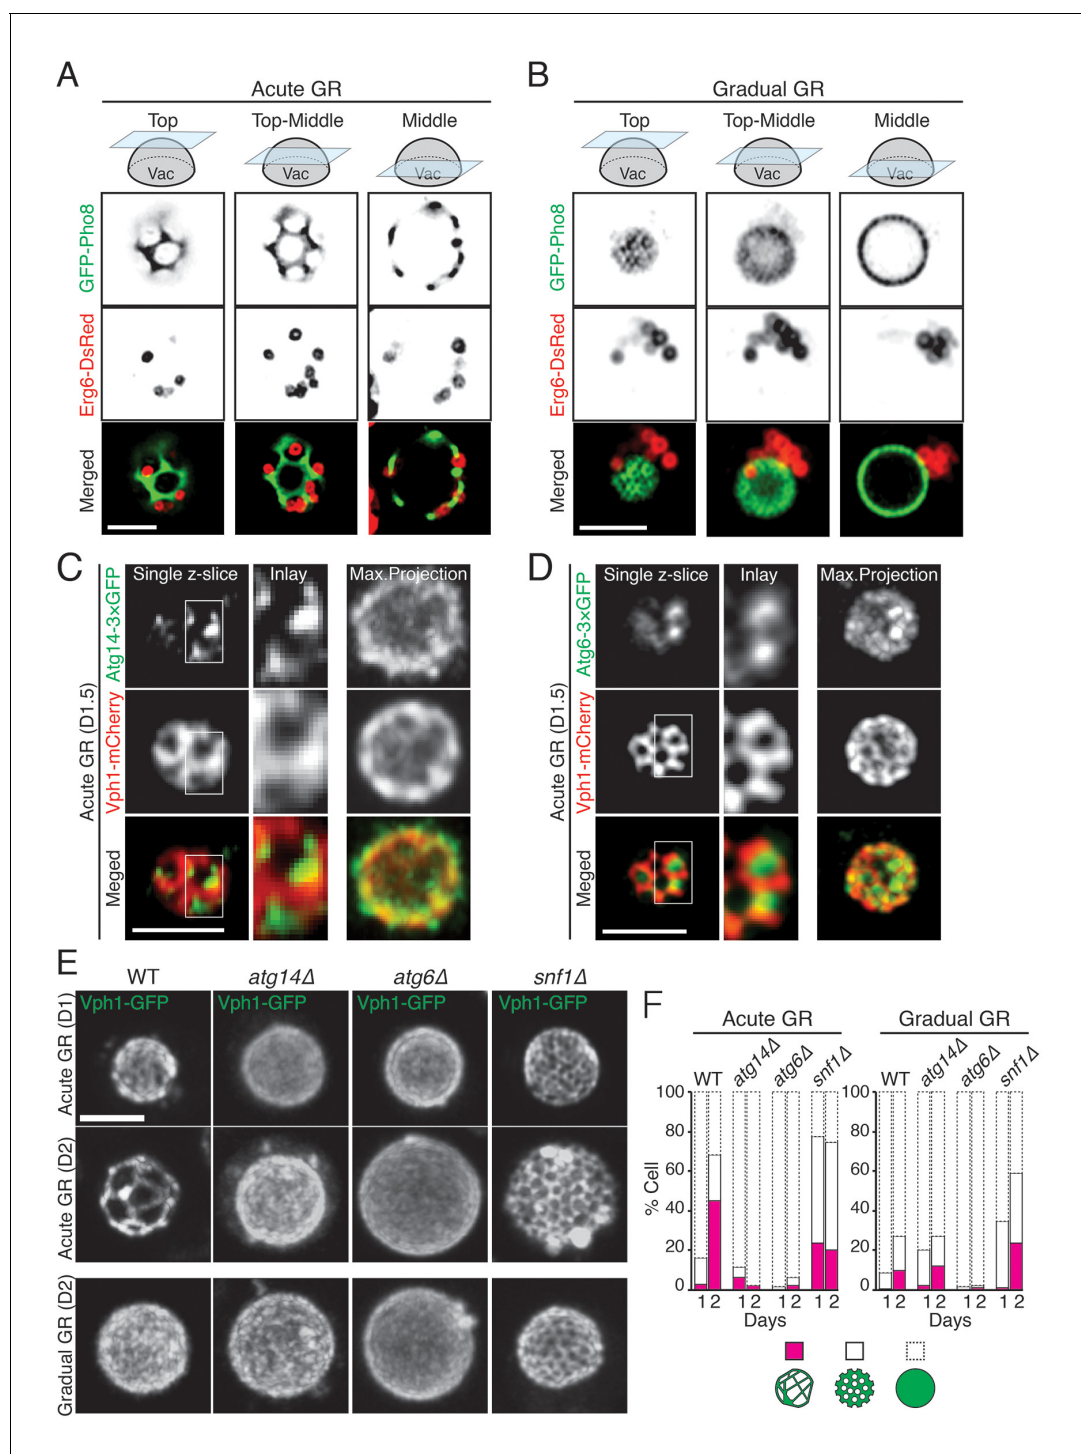 A
Acute GR
Top
Top-Middle
Middle
Vac
Vac
Vac
GFP-Pho8
Erg6-DsRed
Merged
B
Gradual GR
Top
Top-Middle
Middle
Vac
Vac
Vac
GFP-Pho8
Erg6-DsRed
Merged
C
Acute GR (D1.5)
Single z-slice
Inlay
Max.Projection
Atg14-3×GFP
Vph1-mCherry
Meged
D
Acute GR (D1.5)
Single z-slice
Inlay
Max.Projection
Atg6-3×GFP
Vph1-mCherry
Meged
E
WT
atg14Δ
atg6Δ
snf1Δ
Vph1-GFP
Vph1-GFP
Vph1-GFP
Vph1-GFP
Acute GR (D1)
Acute GR (D2)
Gradual GR (D2)
F
Acute GR
Gradual GR
WT
atg14Δ
atg6Δ
snf1Δ
WT
atg14Δ
atg6Δ
snf1Δ
% Cell
100
80
60
40
20
0
100
80
60
40
20
0
1 2
1 2
1 2
1 2
1 2
1 2
1 2
1 2
Days
Days